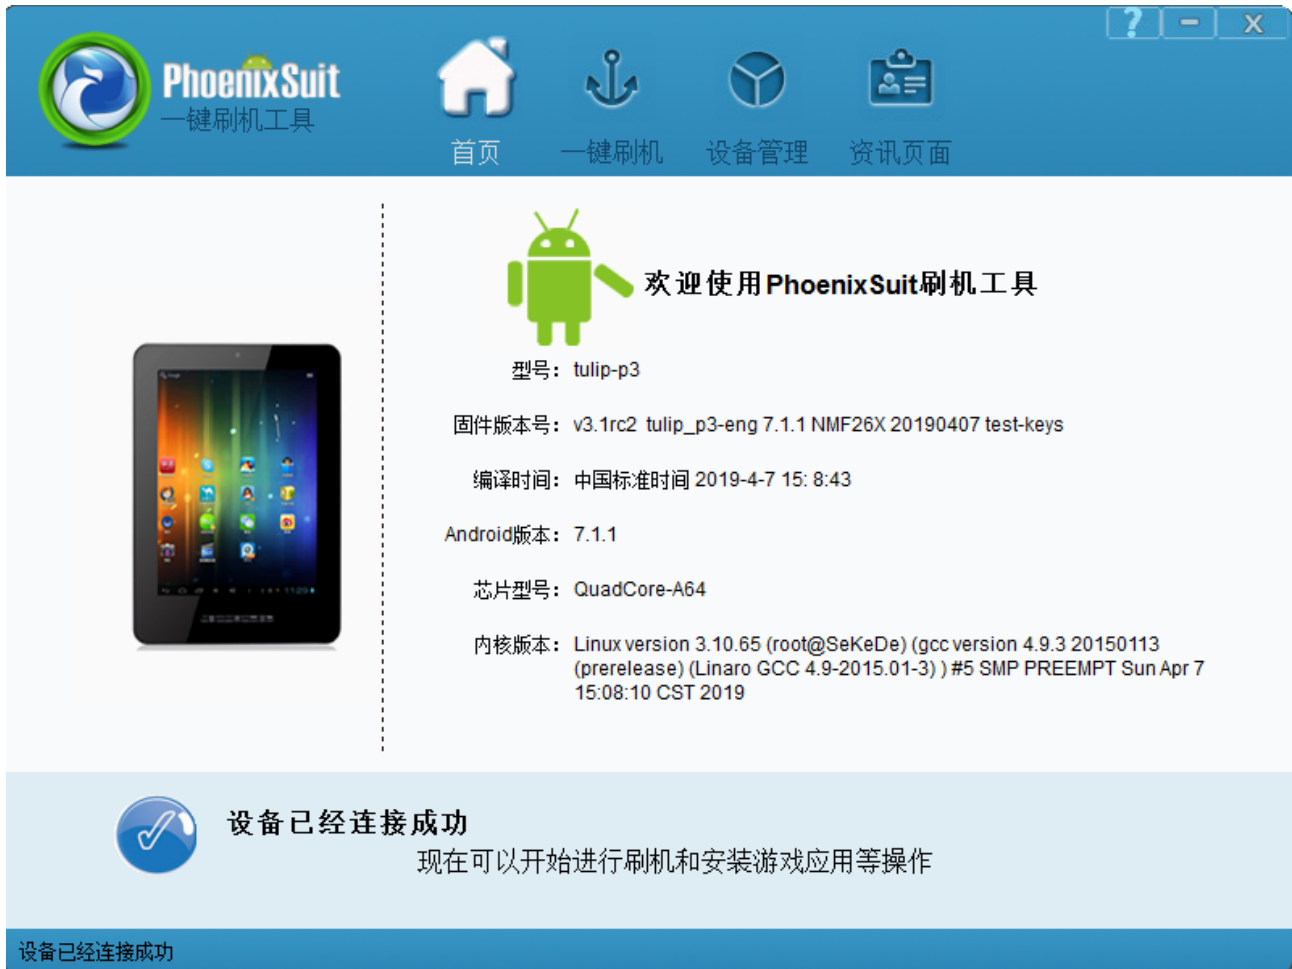 ? − X
PhoenixSuit
一键刷机工具
首页 一键刷机 设备管理 资讯页面
欢迎使用PhoenixSuit刷机工具
型号： tulip-p3
固件版本号： v3.1rc2 tulip_p3-eng 7.1.1 NMF26X 20190407 test-keys
编译时间： 中国标准时间 2019-4-7 15: 8:43
Android版本： 7.1.1
芯片型号： QuadCore-A64
内核版本： Linux version 3.10.65 (root@SeKeDe) (gcc version 4.9.3 20150113
(prerelease) (Linaro GCC 4.9-2015.01-3) ) #5 SMP PREEMPT Sun Apr 7
15:08:10 CST 2019
设备已经连接成功
现在可以开始进行刷机和安装游戏应用等操作
设备已经连接成功